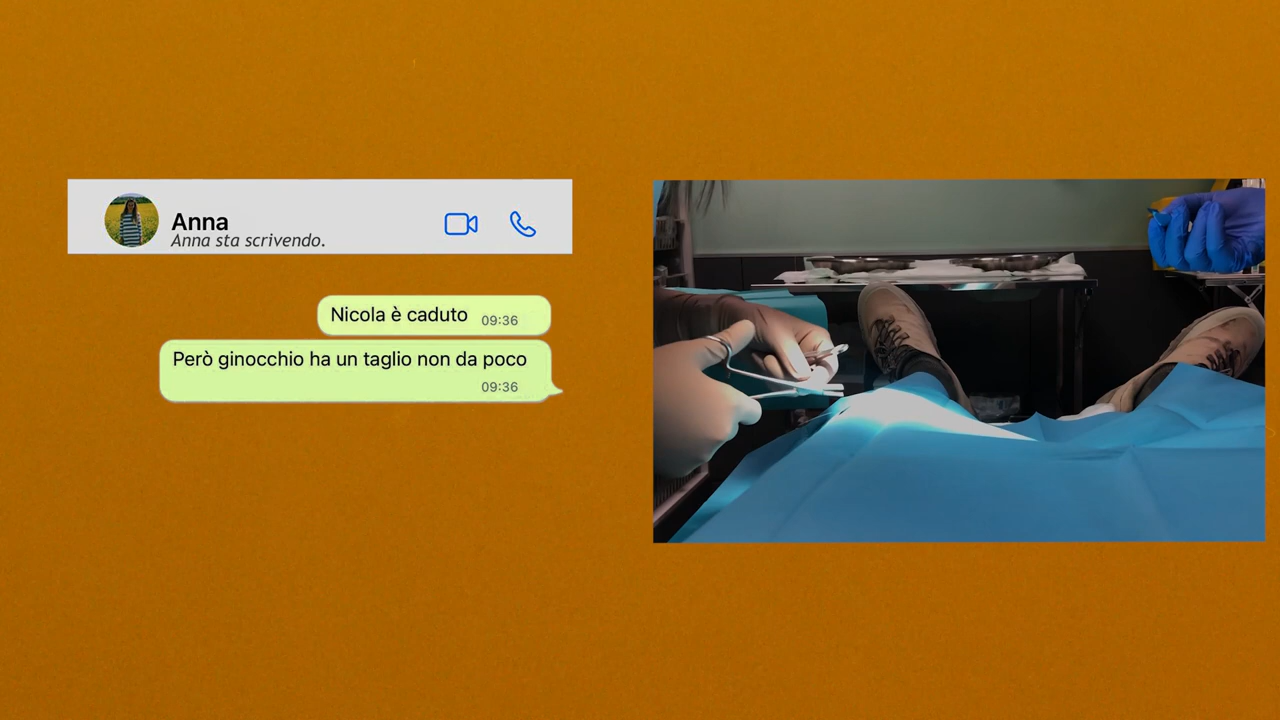 Anna
Anna sta scrivendo.
Nicola è caduto 09:36
Però ginocchio ha un taglio non da poco
09:36